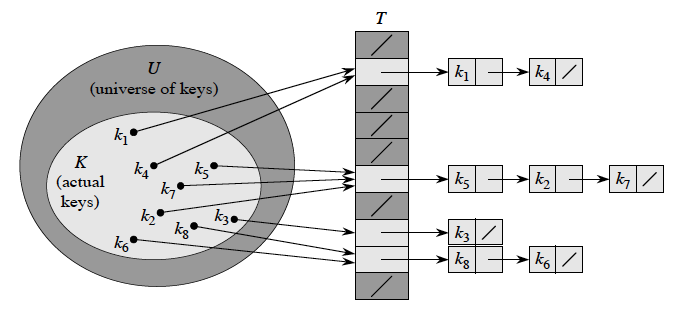 T
U
(universe of keys)
k1
k4
k1
K
(actual
keys)
k4
k5
k7
k5
k2
k7
k2
k8
k3
k3
k6
k8
k6